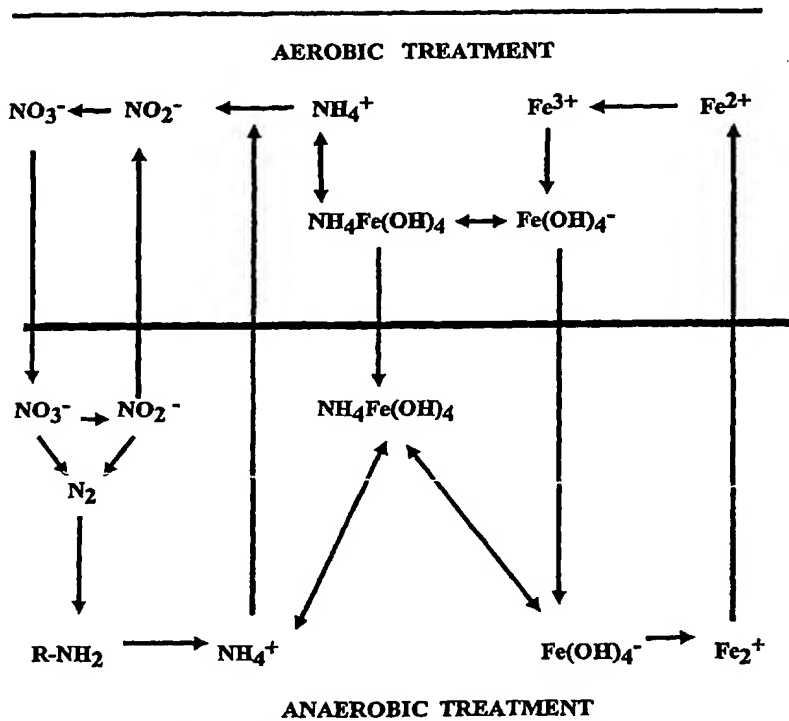 AEROBIC TREATMENT
NO₃⁻ NO₂⁻ NH₄⁺ Fe³⁺ Fe²⁺
NH₄Fe(OH)₄ Fe(OH)₄⁻
NO₃⁻ NO₂⁻ NH₄Fe(OH)₄
N₂
R-NH₂ NH₄⁺ Fe(OH)₄⁻ Fe₂⁺
ANAEROBIC TREATMENT